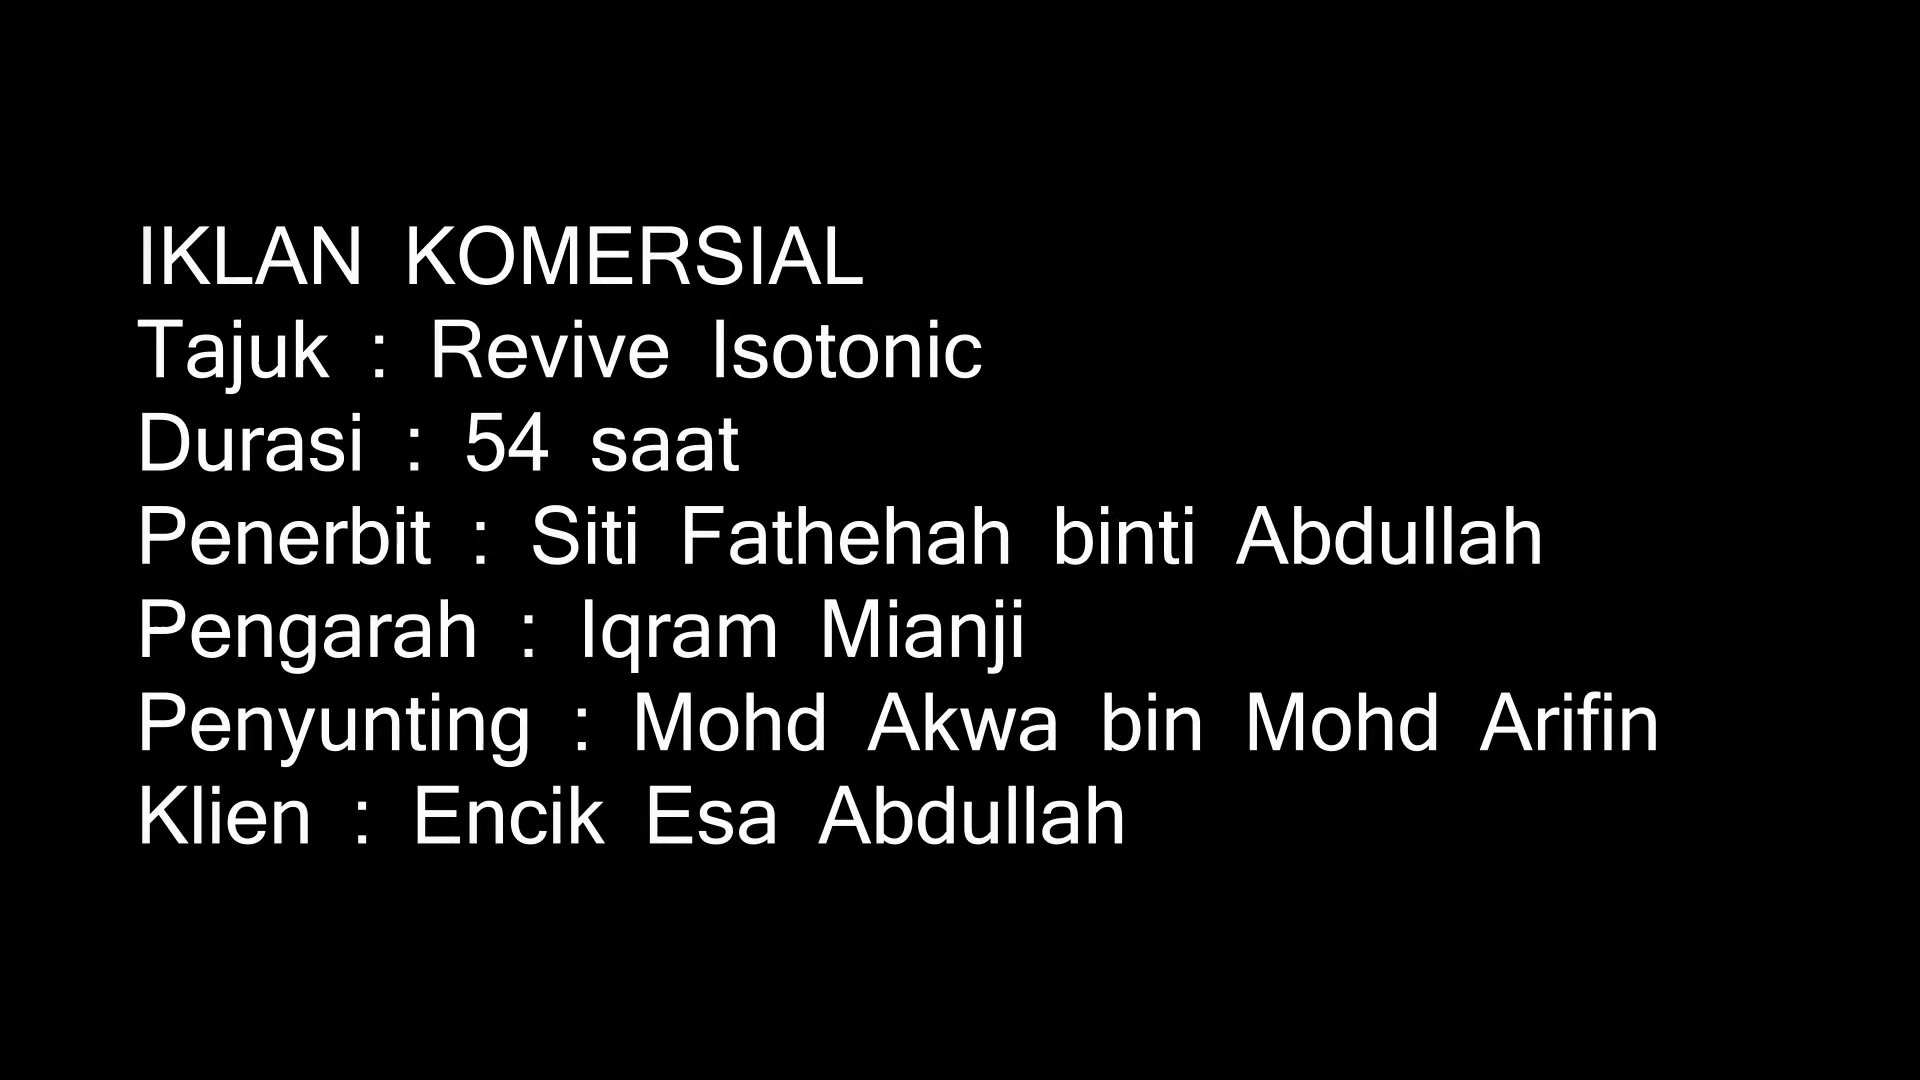 IKLAN KOMERSIAL
Tajuk : Revive Isotonic
Durasi : 54 saat
Penerbit : Siti Fathehah binti Abdullah
Pengarah : Iqram Mianji
Penyunting : Mohd Akwa bin Mohd Arifin
Klien : Encik Esa Abdullah